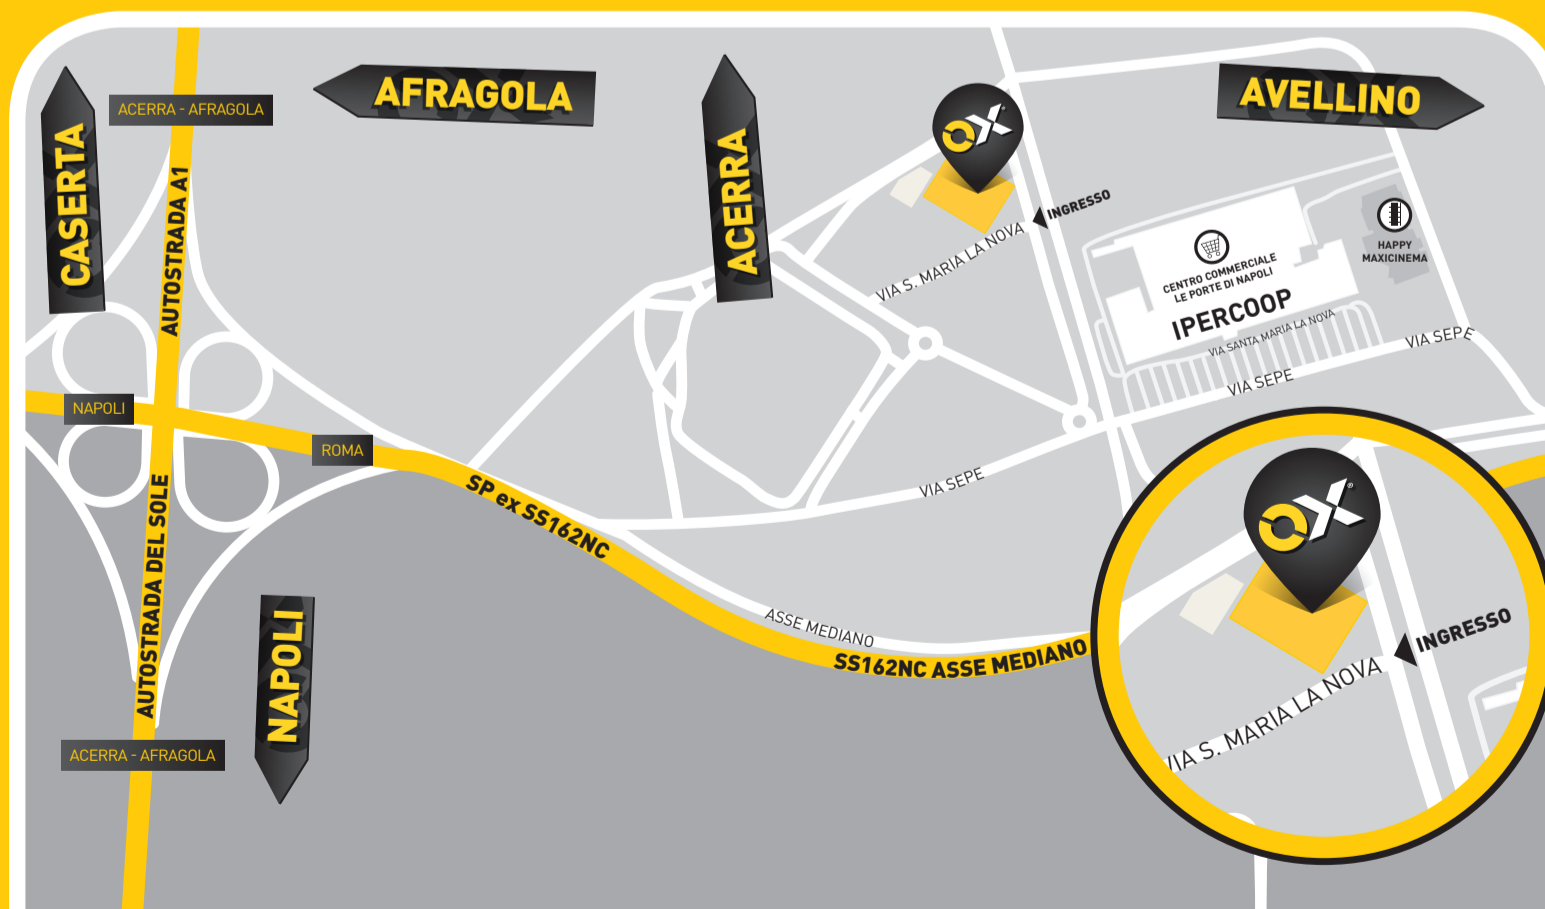 AFRAGOLA
AVELLINO
CASERTA
ACERRA - AFRAGOLA
ACERRA
OX®
AUTOSTRADA A1
INGRESSO
VIA S. MARIA LA NOVA
HAPPY
MAXICINEMA
CENTRO COMMERCIALE
LE PORTE DI NAPOLI
IPERCOOP
VIA SANTA MARIA LA NOVA
VIA SEPE
VIA SEPE
NAPOLI
ROMA
VIA SEPE
SP ex SS162NC
AUTOSTRADA DEL SOLE
OX®
ASSE MEDIANO
SS162NC ASSE MEDIANO
INGRESSO
VIA S. MARIA LA NOVA
NAPOLI
ACERRA - AFRAGOLA